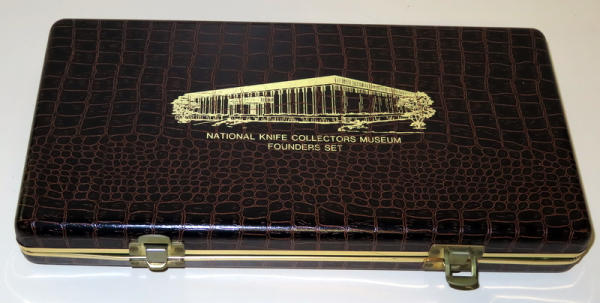 NATIONAL KNIFE COLLECTORS MUSEUM
FOUNDERS SET